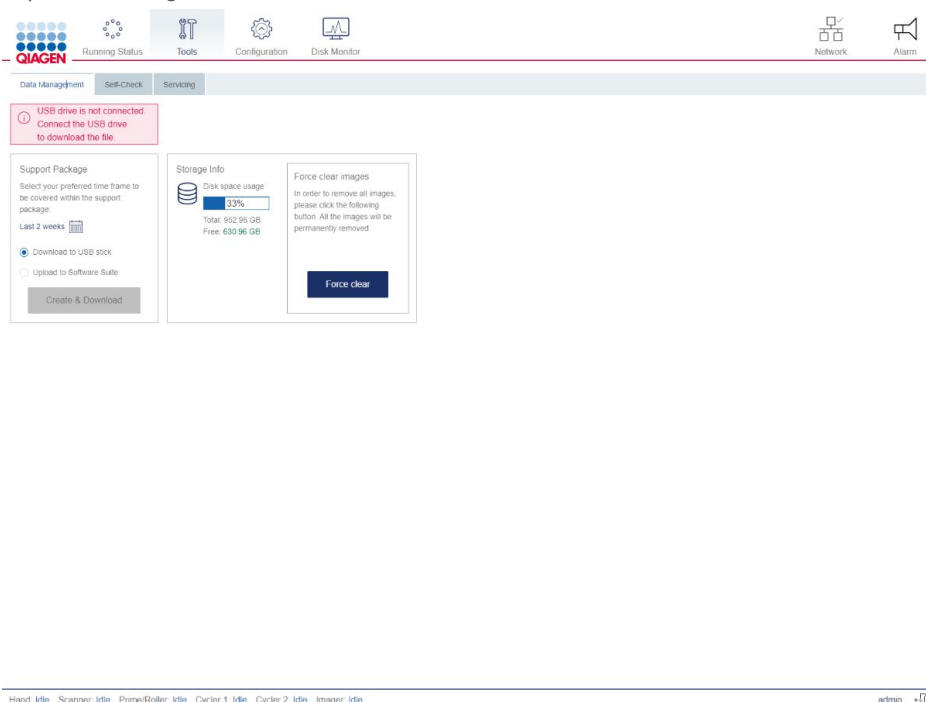 QIAGEN
Running Status
Tools
Configuration
Disk Monitor
Network
Alarm
Data Management
Self-Check
Servicing
USB drive is not connected.
Connect the USB drive
to download the file.
Support Package
Select your preferred time frame to
be covered within the support
package:
Last 2 weeks
Download to USB stick
Upload to Software Suite
Create & Download
Storage Info
Disk space usage
33%
Total: 952.96 GB
Free: 630.96 GB
Force clear images
In order to remove all images,
please click the following
button. All the images will be
permanently removed.
Force clear
Hand: Idle Scanner: Idle Prime/Roller: Idle Cycler 1: Idle Cycler 2: Idle Imager: Idle
admin